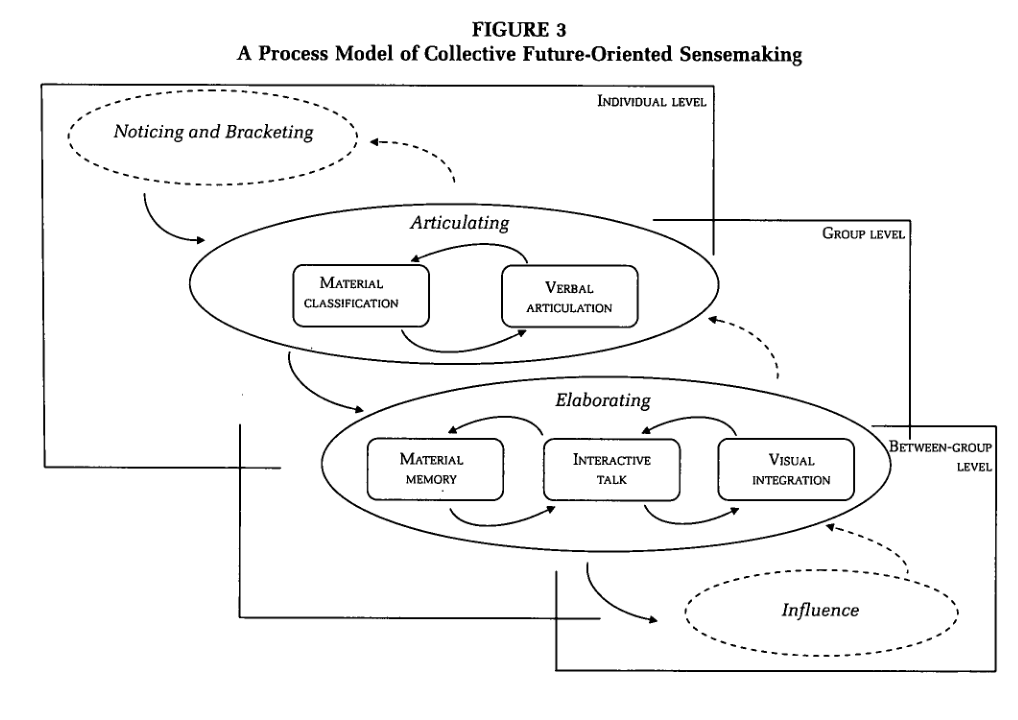 FIGURE 3
A Process Model of Collective Future-Oriented Sensemaking
INDIVIDUAL LEVEL
Noticing and Bracketing
Articulating
GROUP LEVEL
MATERIAL
CLASSIFICATION
VERBAL
ARTICULATION
Elaborating
BETWEEN-GROUP
LEVEL
MATERIAL
MEMORY
INTERACTIVE
TALK
VISUAL
INTEGRATION
Influence